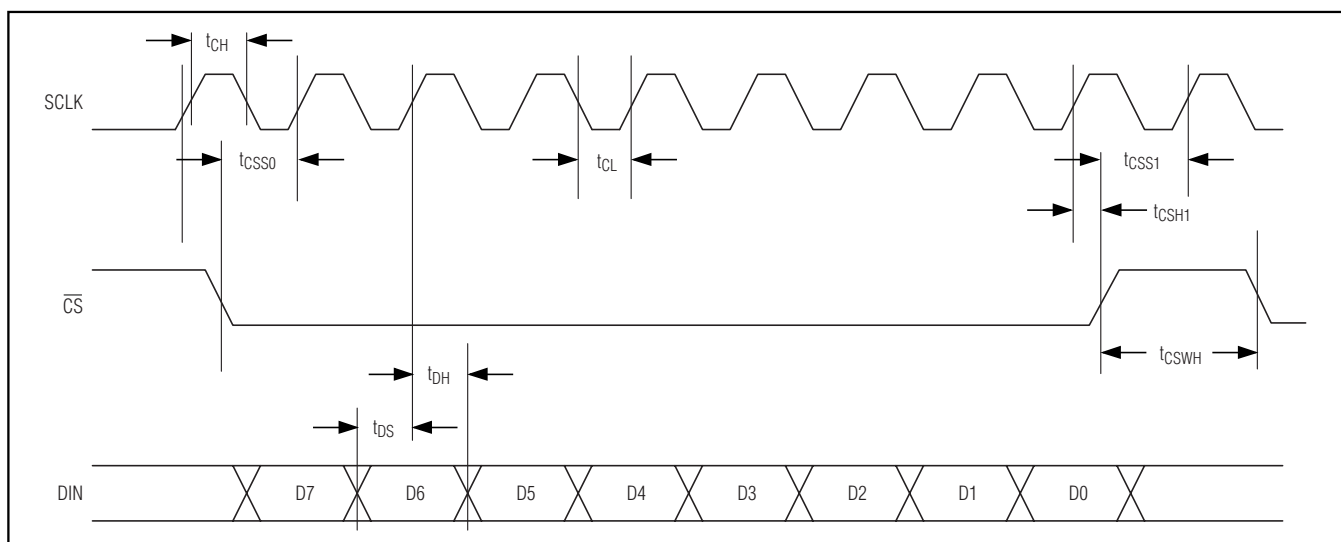 tCH
SCLK
tCSS0
tCL
tCSS1
tCSH1
CS
tCSWH
tDH
tDS
DIN
D7 D6 D5 D4 D3 D2 D1 D0